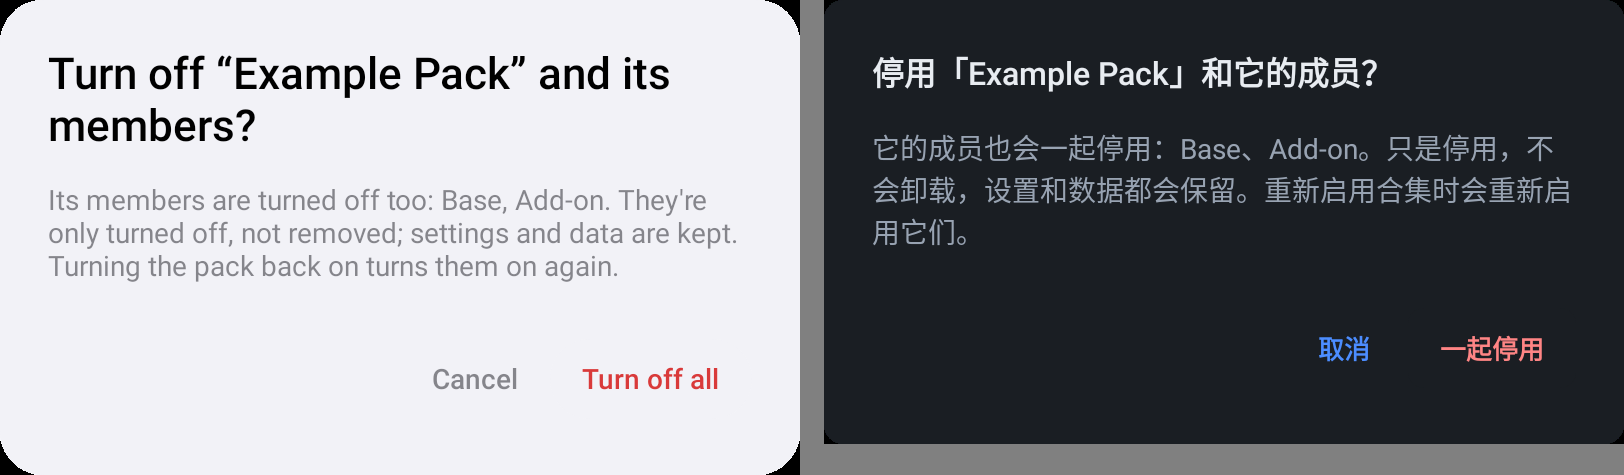 Turn off “Example Pack” and its
members?
Its members are turned off too: Base, Add-on. They're
only turned off, not removed; settings and data are kept.
Turning the pack back on turns them on again.
Cancel
Turn off all
停用「Example Pack」和它的成员?
它的成员也会一起停用：Base、Add-on。只是停用，不
会卸载，设置和数据都会保留。重新启用合集时会重新启
用它们。
取消
一起停用